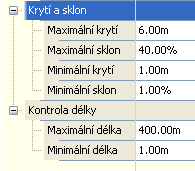 Krytí a sklon
Maximální krytí 6.00m
Maximální sklon 40.00%
Minimální krytí 1.00m
Minimální sklon 1.00%
Kontrola délky
Maximální délka 400.00m
Minimální délka 1.00m